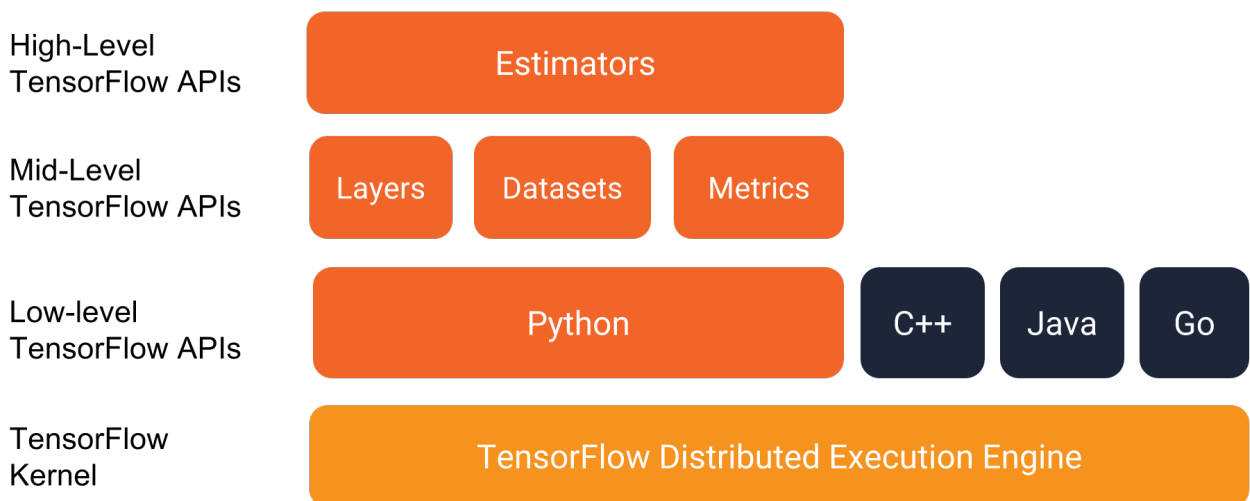 High-Level
TensorFlow APIs
Estimators
Mid-Level
TensorFlow APIs
Layers
Datasets
Metrics
Low-level
TensorFlow APIs
Python
C++
Java
Go
TensorFlow
Kernel
TensorFlow Distributed Execution Engine